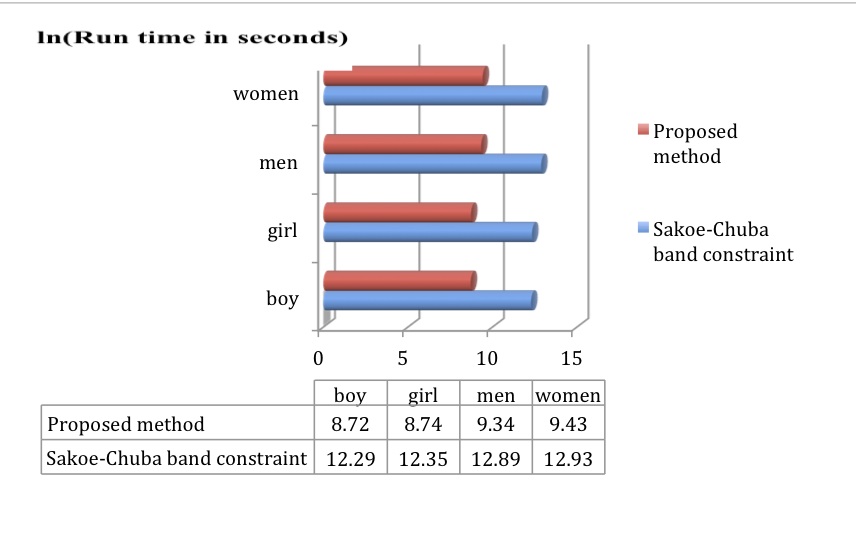 ln(Run time in seconds)
women
men
girl
boy
0 5 10 15
Proposed
method
Sakoe-Chuba
band constraint
boy girl men women
Proposed method 8.72 8.74 9.34 9.43
Sakoe-Chuba band constraint 12.29 12.35 12.89 12.93